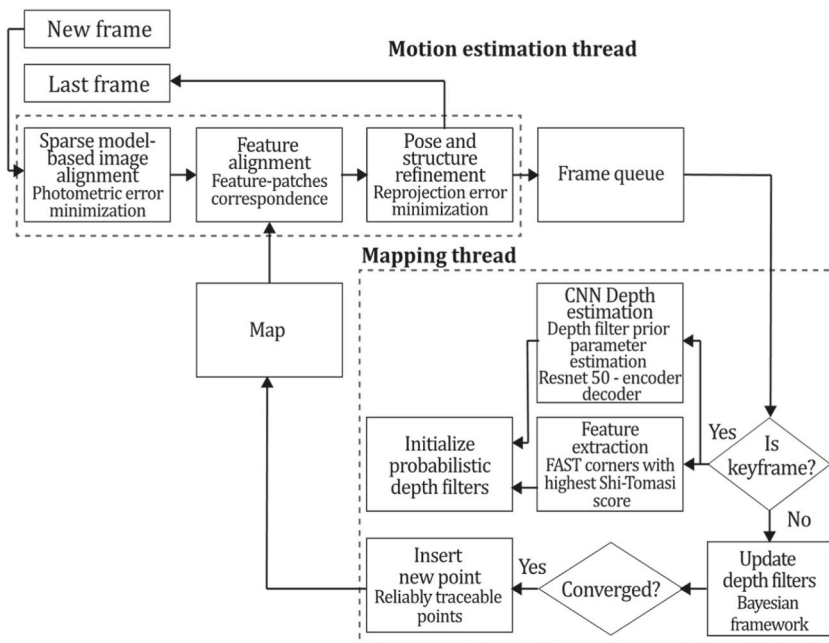 New frame
Motion estimation thread
Last frame
Sparse model-
based image
alignment
Photometric error
minimization
Feature
alignment
Feature-patches
correspondence
Pose and
structure
refinement
Reprojection error
minimization
Frame queue
Mapping thread
Map
CNN Depth
estimation
Depth filter prior
parameter
estimation
Resnet 50 - encoder
decoder
Initialize
probabilistic
depth filters
Feature
extraction
FAST corners with
highest Shi-Tomasi
score
Yes
Is
keyframe?
No
Insert
new point
Reliably traceable
points
Yes
Converged?
Update
depth filters
Bayesian
framework